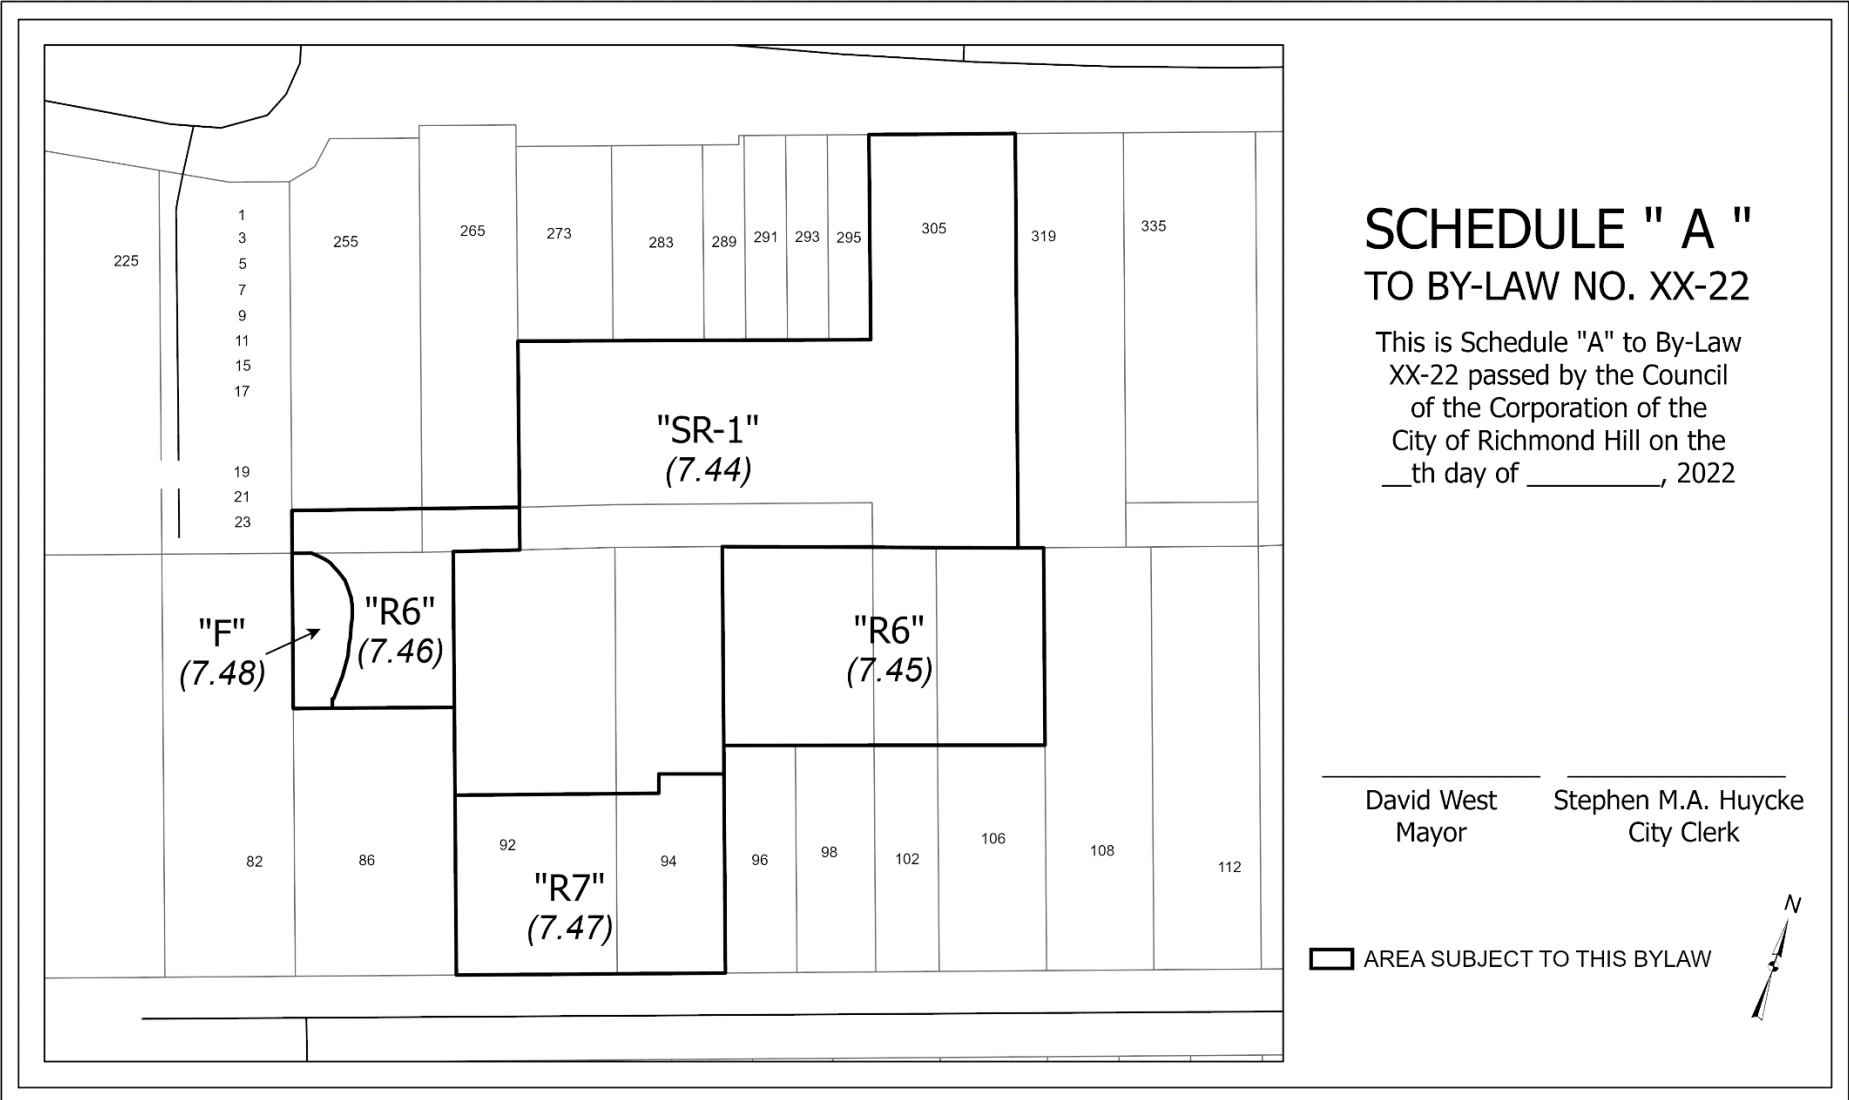 225
1
3
5
7
9
11
15
17
19
21
23
255
265
273
283
289
291
293
295
305
319
335
"SR-1"
(7.44)
"F"
(7.48)
"R6"
(7.46)
"R6"
(7.45)
82
86
92
94
"R7"
(7.47)
96
98
102
106
108
112
SCHEDULE " A "
TO BY-LAW NO. XX-22
This is Schedule "A" to By-Law
XX-22 passed by the Council
of the Corporation of the
City of Richmond Hill on the
__th day of _________, 2022
David West
Mayor
Stephen M.A. Huycke
City Clerk
N
AREA SUBJECT TO THIS BYLAW